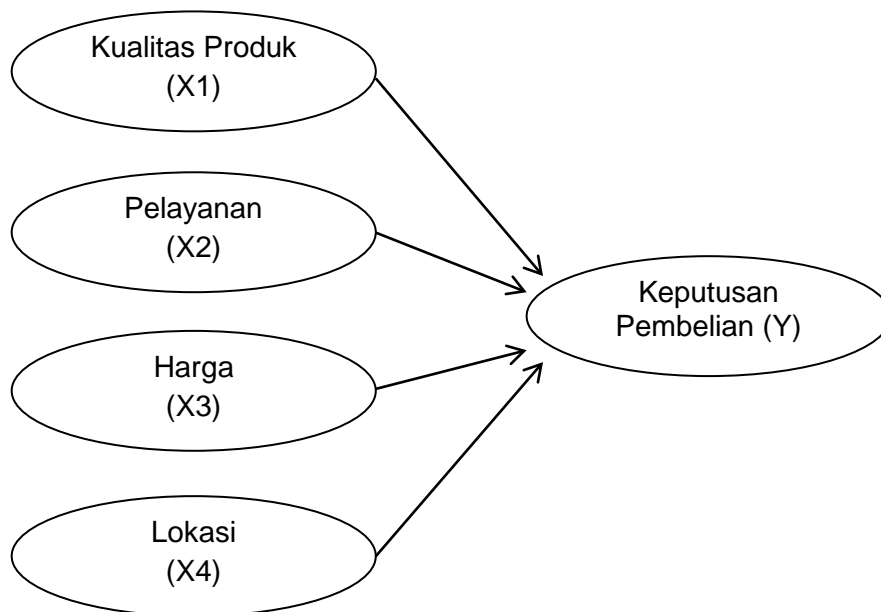 Kualitas Produk
(X1)
Pelayanan
(X2)
Harga
(X3)
Lokasi
(X4)
Keputusan
Pembelian (Y)